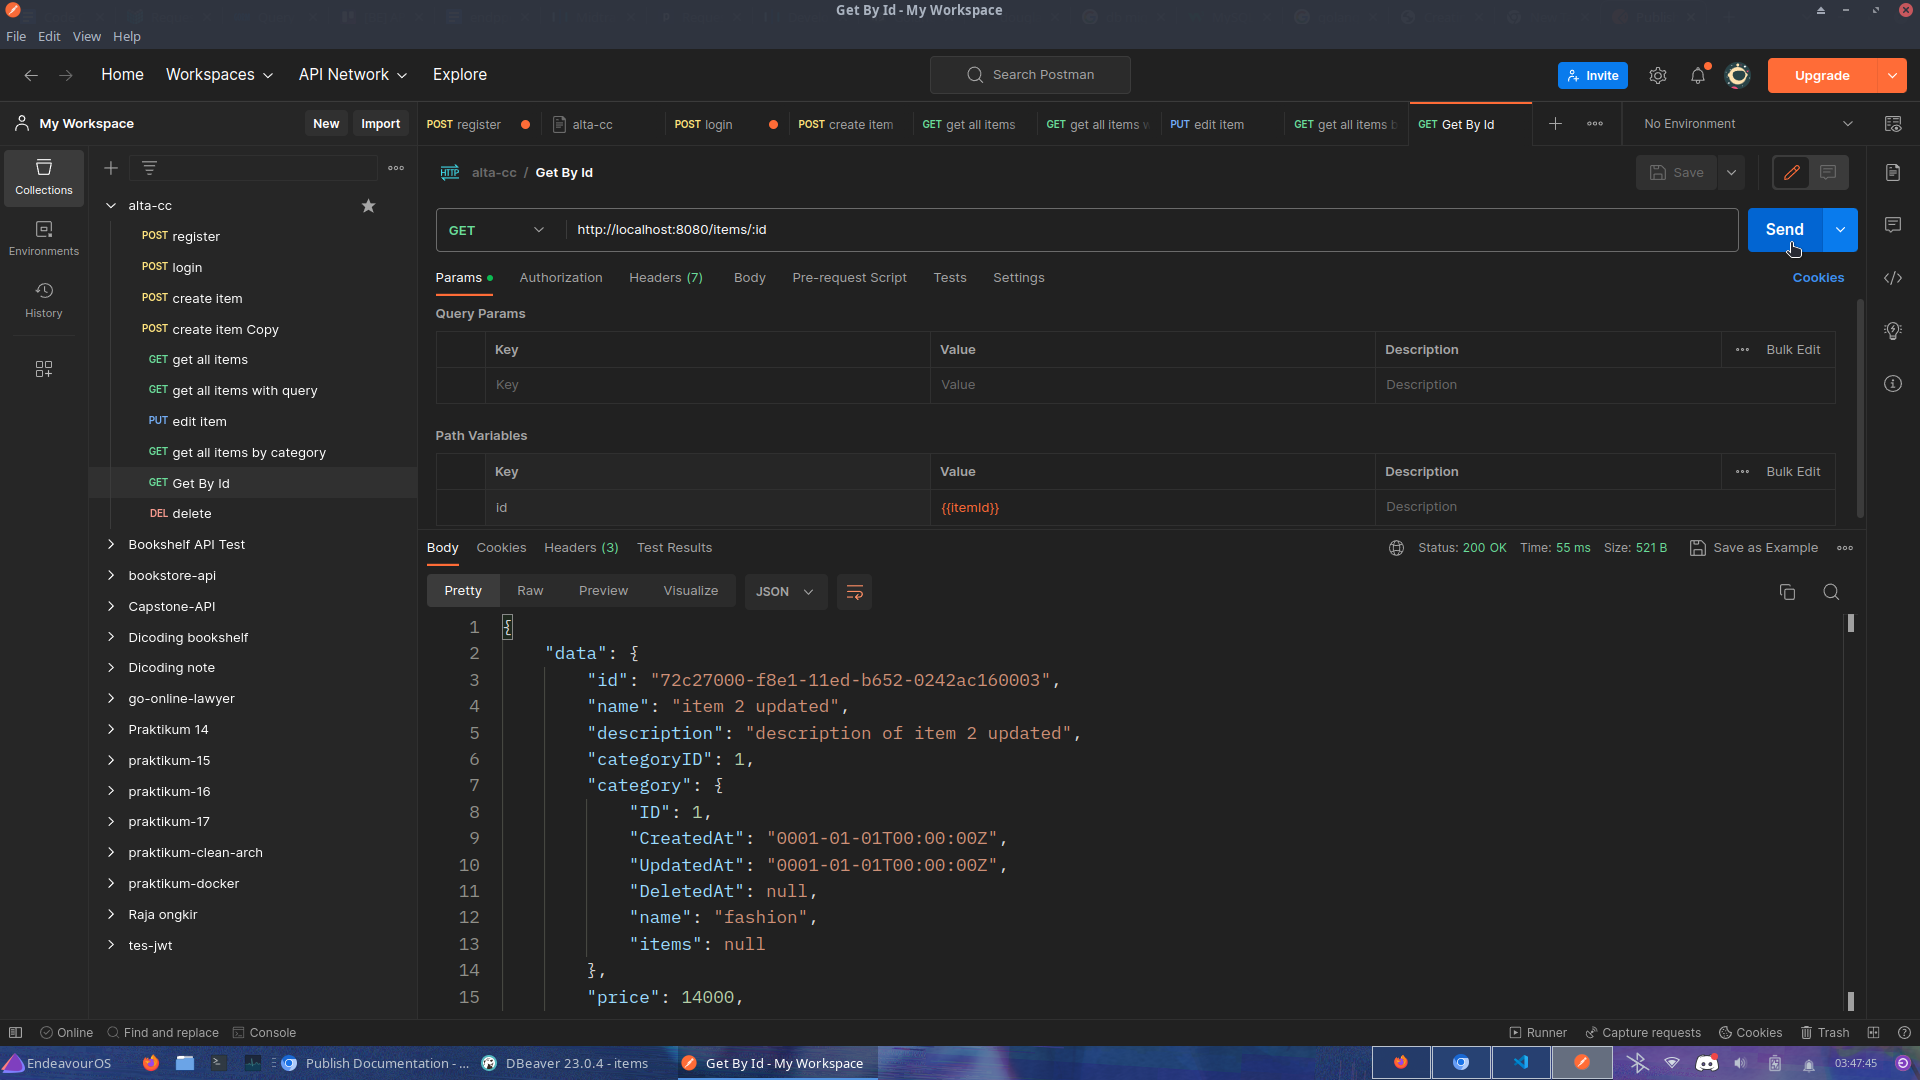 Get By Id - My Workspace
File Edit View Help
Home Workspaces API Network Explore
Search Postman
Invite
Upgrade
My Workspace
New Import
POST register
alta-cc
POST login
POST create item
GET get all items
GET get all items w
PUT edit item
GET get all items b
GET Get By Id
No Environment
Collections
Environments
History
alta-cc
POST register
POST login
POST create item
POST create item Copy
GET get all items
GET get all items with query
PUT edit item
GET get all items by category
GET Get By Id
DEL delete
Bookshelf API Test
bookstore-api
Capstone-API
Dicoding bookshelf
Dicoding note
go-online-lawyer
Praktikum 14
praktikum-15
praktikum-16
praktikum-17
praktikum-clean-arch
praktikum-docker
Raja ongkir
tes-jwt
HTTP alta-cc / Get By Id
Save
GET http://localhost:8080/items/:id
Send
Params Authorization Headers (7) Body Pre-request Script Tests Settings
Cookies
Query Params
Key Value Description Bulk Edit
Key Value Description
Path Variables
Key Value Description Bulk Edit
id {{itemId}} Description
Body Cookies Headers (3) Test Results
Status: 200 OK Time: 55 ms Size: 521 B Save as Example
Pretty Raw Preview Visualize JSON
1 {
2 "data": {
3 "id": "72c27000-f8e1-11ed-b652-0242ac160003",
4 "name": "item 2 updated",
5 "description": "description of item 2 updated",
6 "categoryID": 1,
7 "category": {
8 "ID": 1,
9 "CreatedAt": "0001-01-01T00:00:00Z",
10 "UpdatedAt": "0001-01-01T00:00:00Z",
11 "DeletedAt": null,
12 "name": "fashion",
13 "items": null
14 },
15 "price": 14000,
Online Find and replace Console
Runner Capture requests Cookies Trash
EndeavourOS
Publish Documentation - ...
DBeaver 23.0.4 - items
Get By Id - My Workspace
03:47:45